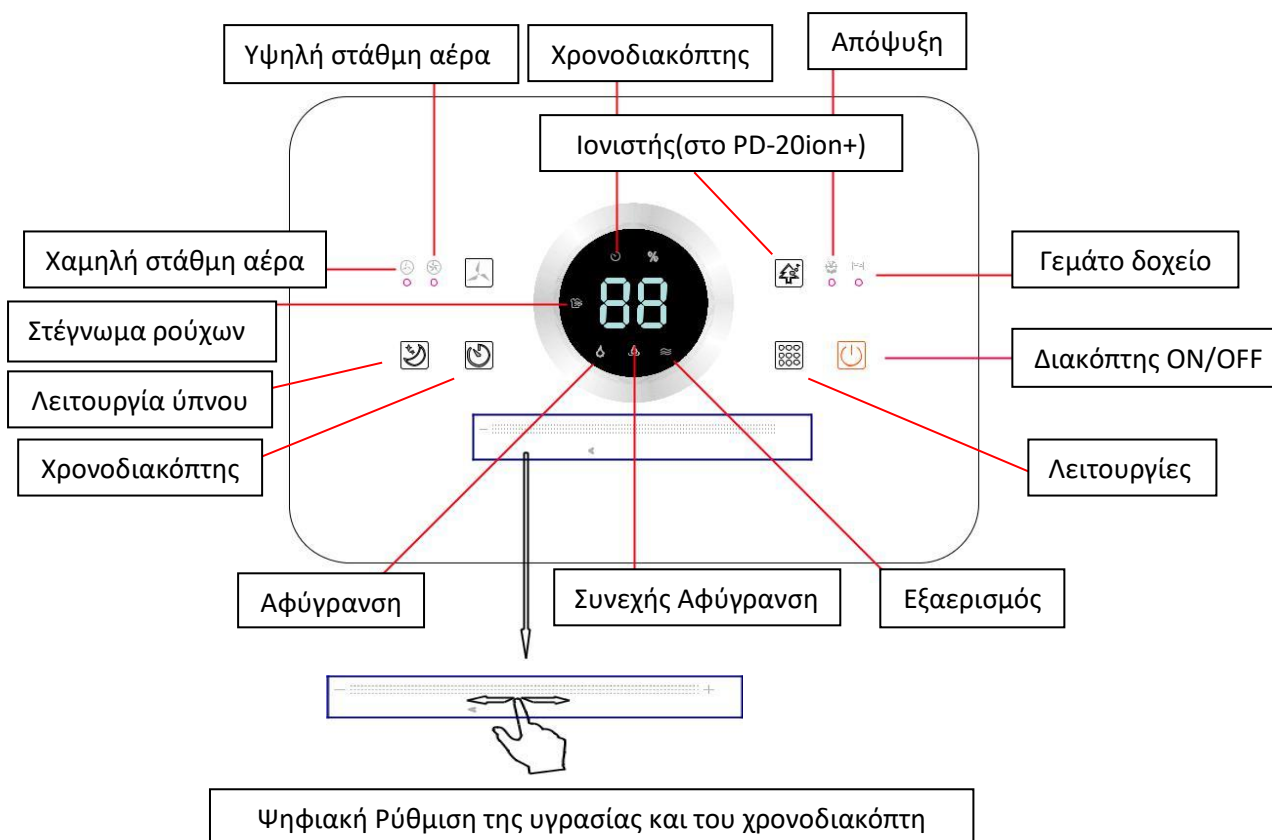 Υψηλή στάθμη αέρα
Χρονοδιακόπτης
Απόψυξη
Ιονιστής(στο PD-20ion+)
Χαμηλή στάθμη αέρα
%
Γεμάτο δοχείο
88
Στέγνωμα ρούχων
Διακόπτης ON/OFF
Λειτουργία ύπνου
Χρονοδιακόπτης
Λειτουργίες
Αφύγρανση
Συνεχής Αφύγρανση
Εξαερισμός
Ψηφιακή Ρύθμιση της υγρασίας και του χρονοδιακόπτη